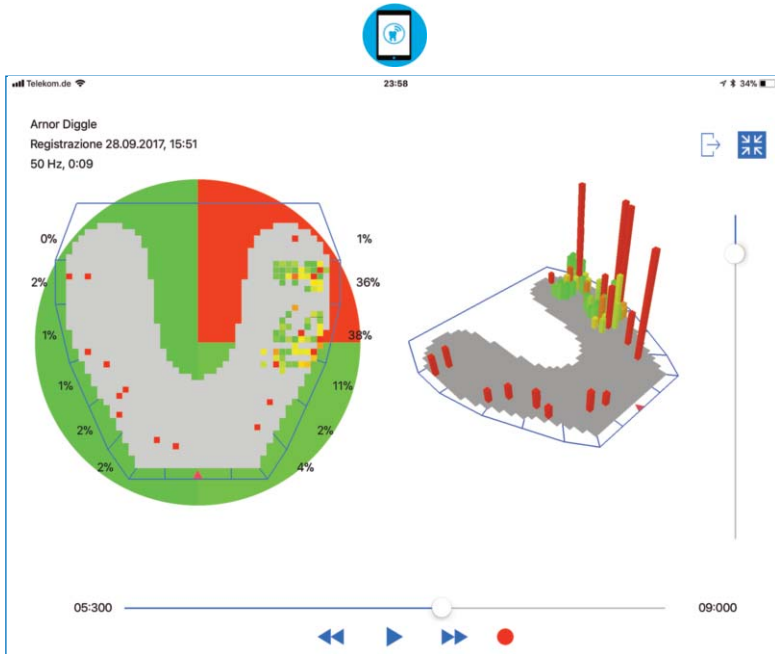 Telekom.de 23:58 34%
Arnor Diggle
Registrazione 28.09.2017, 15:51
50 Hz, 0:09
0% 1%
2% 36%
1% 38%
1% 11%
2% 2%
2% 4%
05:300 09:000